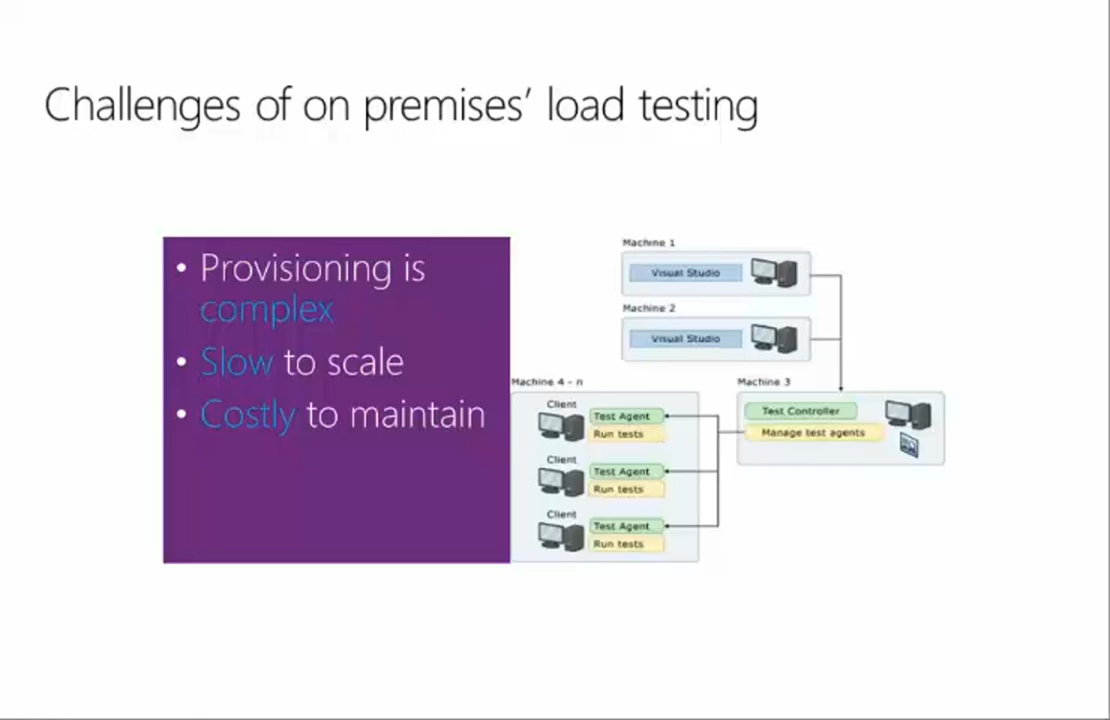 Challenges of on premises’ load testing
• Provisioning is
complex
• Slow to scale
• Costly to maintain
Machine 1
Visual Studio
Machine 2
Visual Studio
Machine 4 - n
Client
Test Agent
Run tests
Client
Test Agent
Run tests
Client
Test Agent
Run tests
Machine 3
Test Controller
Manage test agents